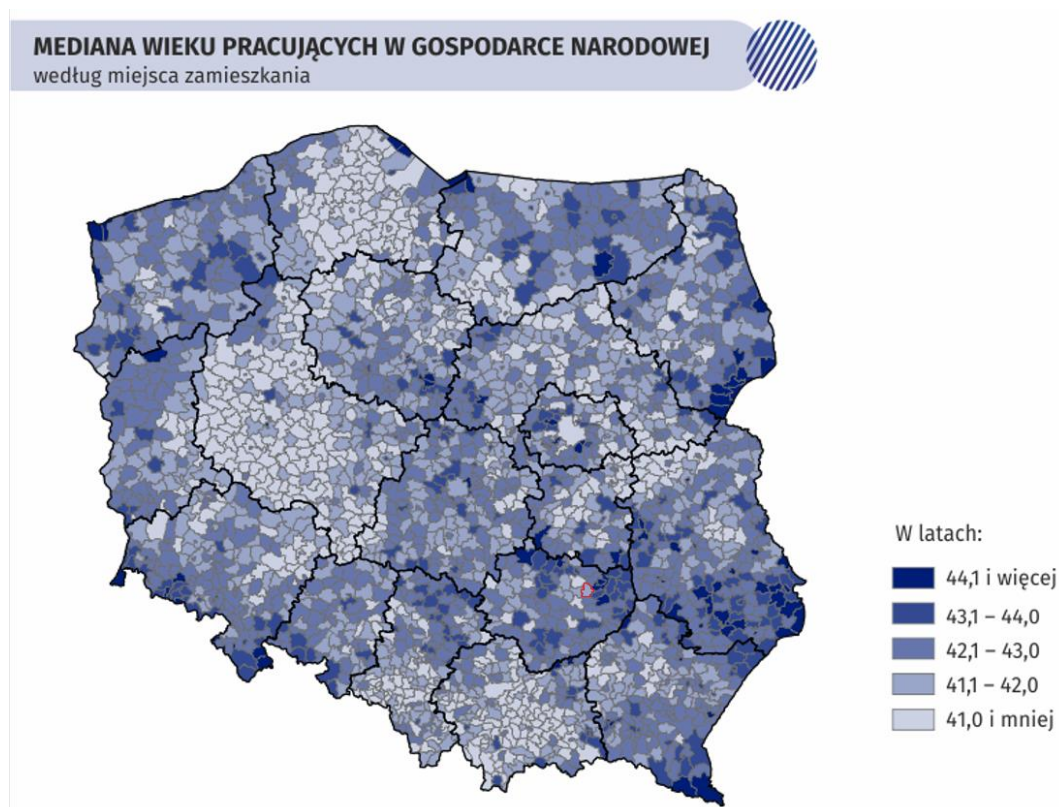 MEDIANA WIEKU PRACUJĄCYCH W GOSPODARCE NARODOWEJ
według miejsca zamieszkania
W latach:
44,1 i więcej
43,1 – 44,0
42,1 – 43,0
41,1 – 42,0
41,0 i mniej